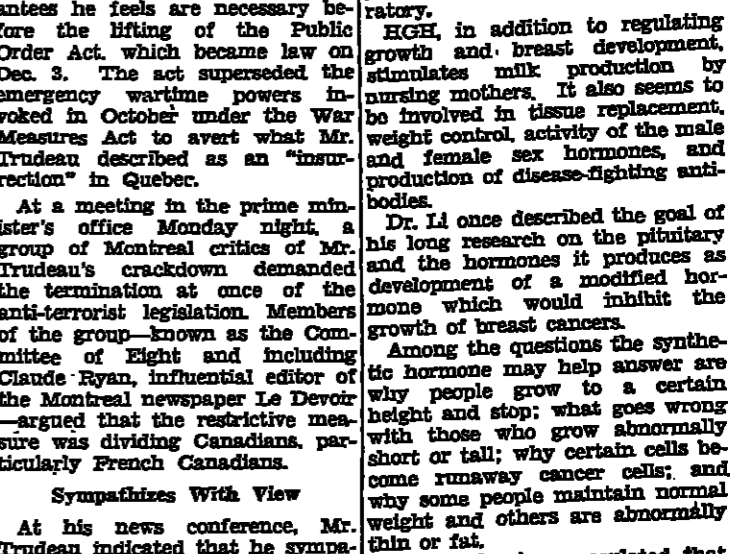 antees he feels are necessary be-
fore the lifting of the Public
Order Act. which became law on
Dec. 3. The act superseded the
emergency wartime powers in-
voked in October under the War
Measures Act to avert what Mr.
Trudeau described as an "insur-
rection" in Quebec.
At a meeting in the prime min-
ister's office Monday night, a
group of Montreal critics of Mr.
Trudeau's crackdown demanded
the termination at once of the
anti-terrorist legislation. Members
of the group—known as the Com-
mittee of Eight and including
Claude Ryan, influential editor of
the Montreal newspaper Le Devoir
—argued that the restrictive mea-
sure was dividing Canadians, par-
ticularly French Canadians.
Sympathizes With View
At his news conference, Mr.
Trudeau indicated that he sympa-
ratory.
HGH, in addition to regulating
growth and breast development,
stimulates milk production by
nursing mothers. It also seems to
be involved in tissue replacement,
weight control, activity of the male
and female sex hormones, and
production of disease-fighting anti-
bodies.
Dr. Li once described the goal of
his long research on the pituitary
and the hormones it produces as
development of a modified hor-
mone which would inhibit the
growth of breast cancers.
Among the questions the synthe-
tic hormone may help answer are
why people grow to a certain
height and stop; what goes wrong
with those who grow abnormally
short or tall; why certain cells be-
come runaway cancer cells; and
why some people maintain normal
weight and others are abnormally
thin or fat.
that